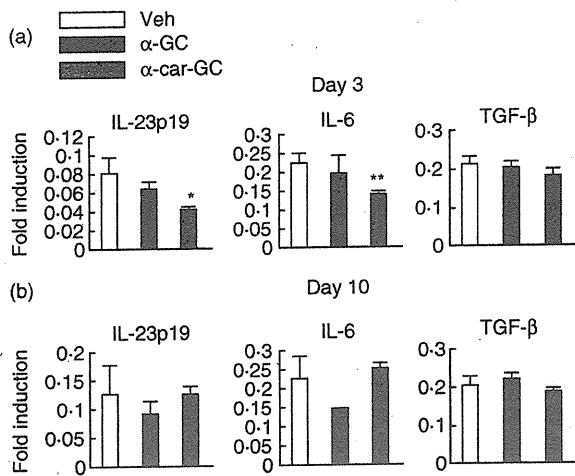 (a)
Veh
α-GC
α-car-GC
Day 3
IL-23p19
IL-6
TGF-β
Fold induction
0·12
0·1
0·08
0·06
0·04
0·02
0
*
0·3
0·25
0·2
0·15
0·1
0·05
0
**
0·3
0·2
0·1
0
(b)
Day 10
IL-23p19
IL-6
TGF-β
Fold induction
0·2
0·15
0·1
0·05
0
0·3
0·25
0·2
0·15
0·1
0·05
0
0·3
0·2
0·1
0